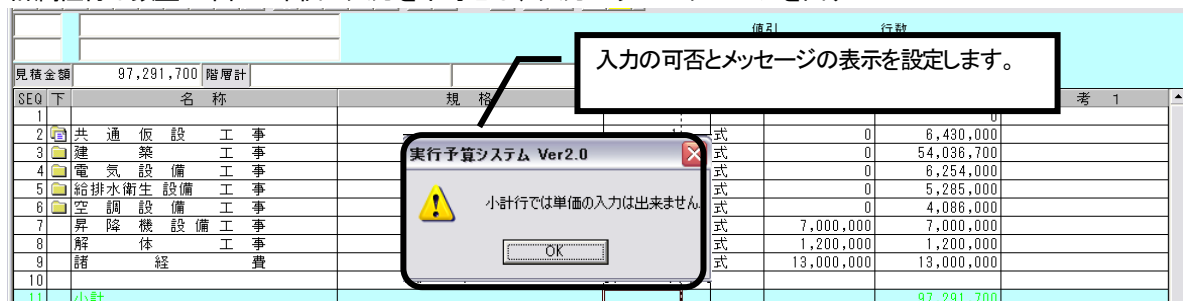 値引 行数
入力の可否とメッセージの表示を設定します。
見積金額 97,291,700 階層計
SEQ 下 名 称 規 格 考 1
1 0
2 共 通 仮 設 工 事 式 0 6,430,000
3 建 築 工 事 式 0 54,036,700
4 電 気 設 備 工 事 式 0 6,254,000
5 給排水衛生 設備 工 事 式 0 5,285,000
6 空 調 設 備 工 事 式 0 4,086,000
7 昇 降 機 設 備 工 事 式 7,000,000 7,000,000
8 解 体 工 事 式 1,200,000 1,200,000
9 諸 経 費 式 13,000,000 13,000,000
10
11 小計 97,291,700
実行予算システム Ver2.0
小計行では単価の入力は出来ません
OK